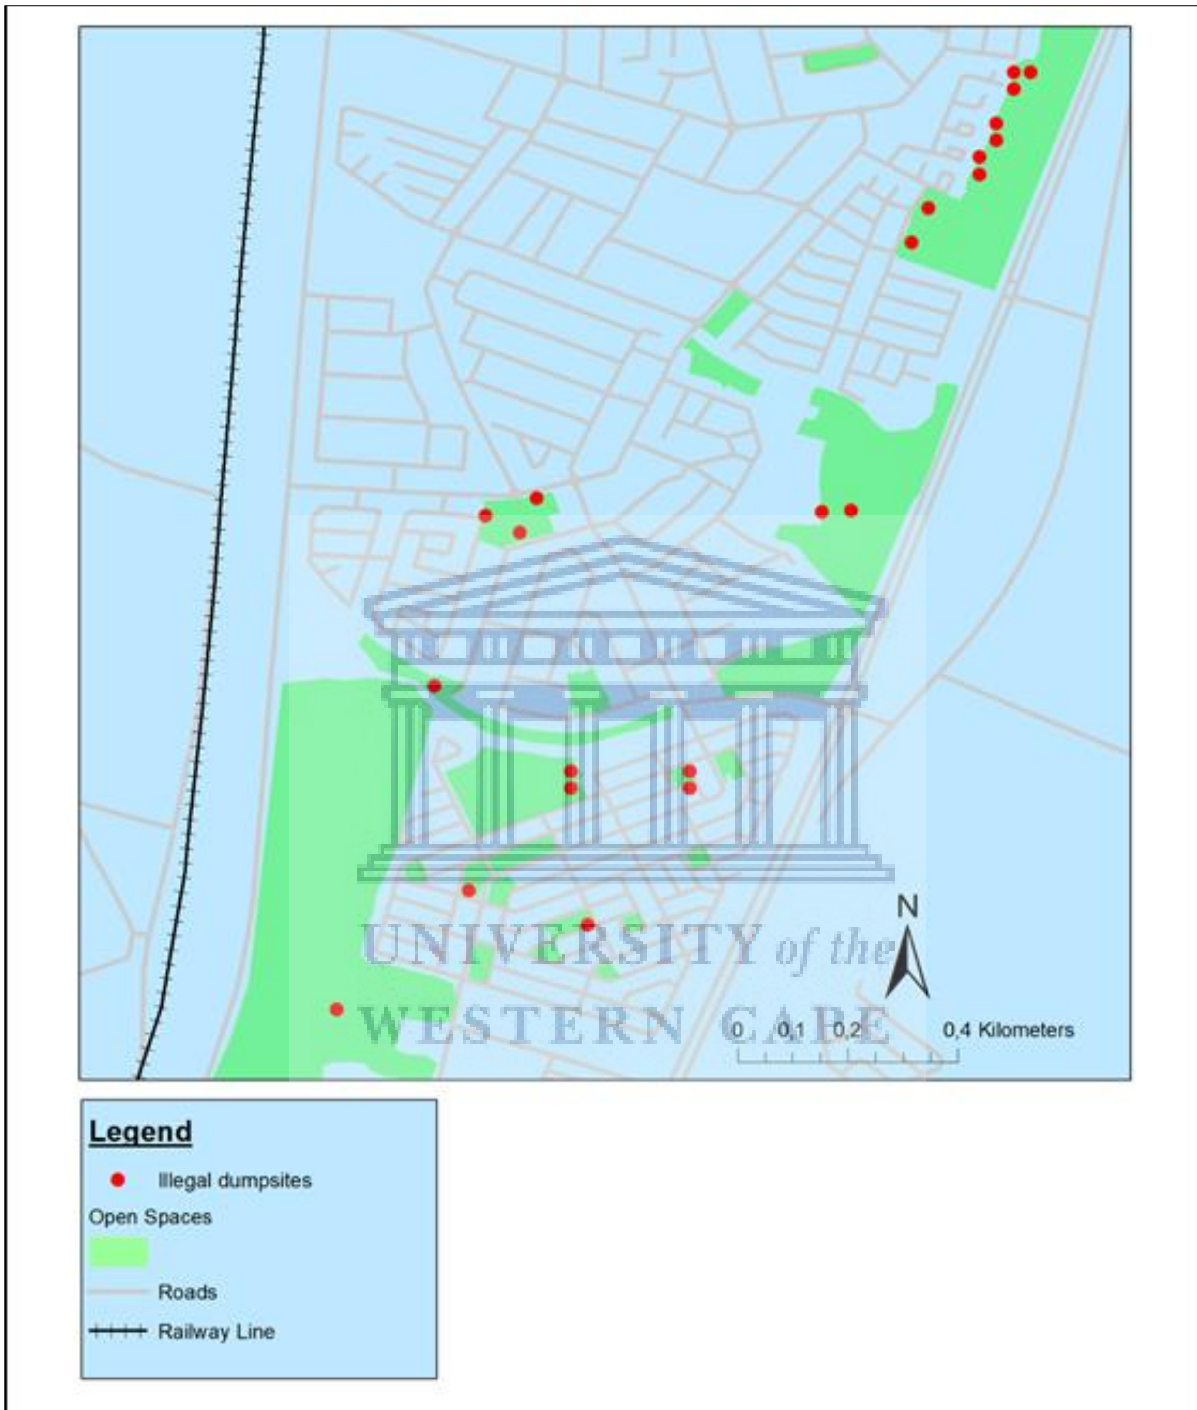 UNIVERSITY of the
WESTERN CAPE
N
0 0,1 0,2 0,4 Kilometers
Legend
Illegal dumpsites
Open Spaces
Roads
Railway Line